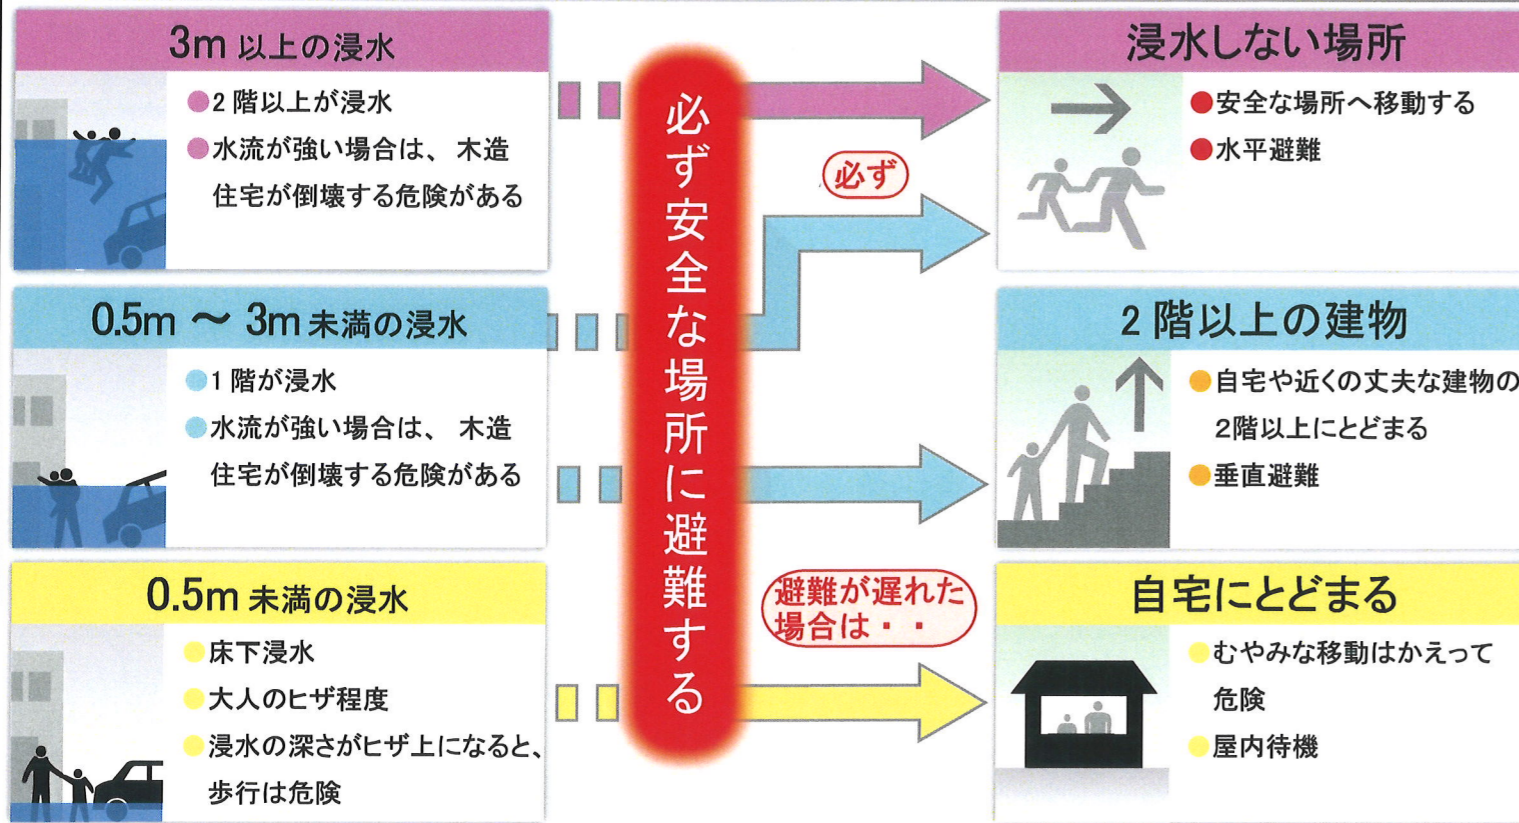 3m 以上の浸水
●2 階以上が浸水
●水流が強い場合は、 木造
住宅が倒壊する危険がある
0.5m ～ 3m 未満の浸水
●1 階が浸水
●水流が強い場合は、 木造
住宅が倒壊する危険がある
0.5m 未満の浸水
●床下浸水
●大人のヒザ程度
●浸水の深さがヒザ上になると、
歩行は危険
必ず安全な場所に避難する
必ず
避難が遅れた
場合は・・
浸水しない場所
●安全な場所へ移動する
●水平避難
2 階以上の建物
●自宅や近くの丈夫な建物の
2階以上にとどまる
●垂直避難
自宅にとどまる
●むやみな移動はかえって
危険
●屋内待機